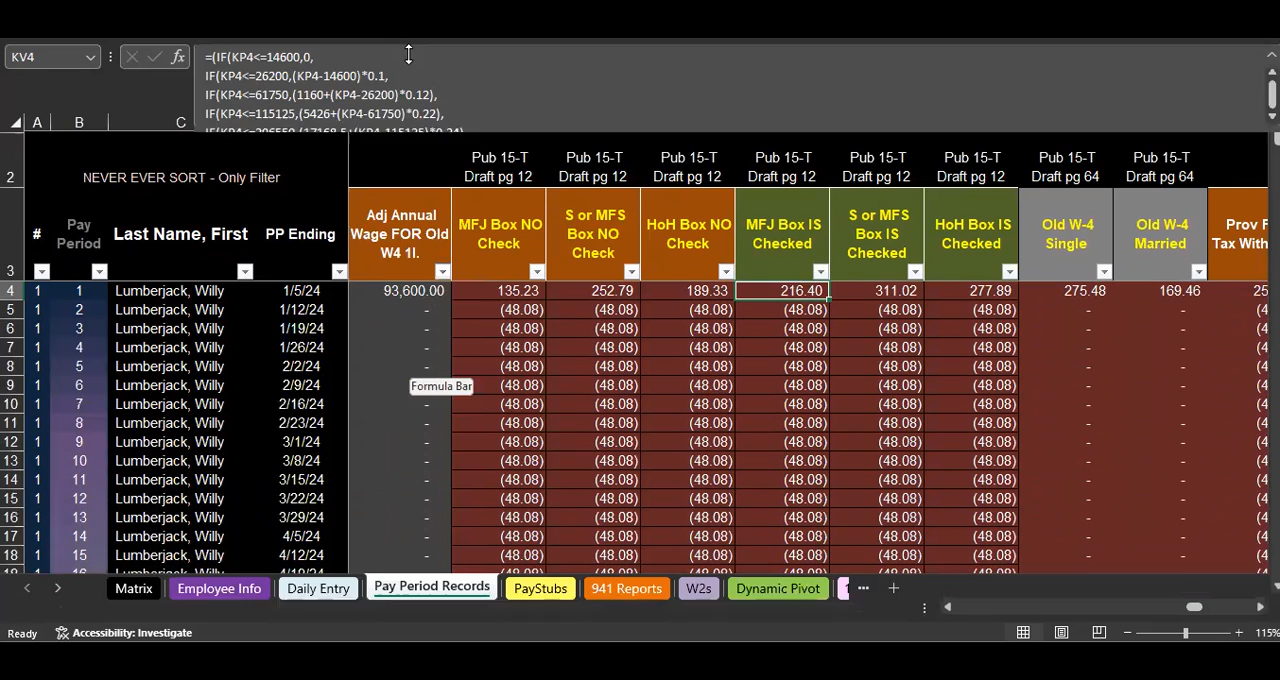 KV4
fx
=(IF(KP4<=14600,0,
IF(KP4<=26200,(KP4-14600)*0.1,
IF(KP4<=61750,(1160+(KP4-26200)*0.12),
IF(KP4<=115125,(5426+(KP4-61750)*0.22),
A B C
2 NEVER EVER SORT - Only Filter Pub 15-T Pub 15-T Pub 15-T Pub 15-T Pub 15-T Pub 15-T Pub 15-T Pub 15-T
Draft pg 12 Draft pg 12 Draft pg 12 Draft pg 12 Draft pg 12 Draft pg 12 Draft pg 64 Draft pg 64
3 # Pay Period Last Name, First PP Ending Adj Annual Wage FOR Old W4 1I. MFJ Box NO Check S or MFS Box NO Check HoH Box NO Check MFJ Box IS Checked S or MFS Box IS Checked HoH Box IS Checked Old W-4 Single Old W-4 Married Prov F Tax With
4 1 1 Lumberjack, Willy 1/5/24 93,600.00 135.23 252.79 189.33 216.40 311.02 277.89 275.48 169.46 25
5 1 2 Lumberjack, Willy 1/12/24 - (48.08) (48.08) (48.08) (48.08) (48.08) (48.08) - - (4
6 1 3 Lumberjack, Willy 1/19/24 - (48.08) (48.08) (48.08) (48.08) (48.08) (48.08) - - (4
7 1 4 Lumberjack, Willy 1/26/24 - (48.08) (48.08) (48.08) (48.08) (48.08) (48.08) - - (4
8 1 5 Lumberjack, Willy 2/2/24 - (48.08) (48.08) (48.08) (48.08) (48.08) (48.08) - - (4
9 1 6 Lumberjack, Willy 2/9/24 Formula Bar (48.08) (48.08) (48.08) (48.08) (48.08) (48.08) - - (4
10 1 7 Lumberjack, Willy 2/16/24 - (48.08) (48.08) (48.08) (48.08) (48.08) (48.08) - - (4
11 1 8 Lumberjack, Willy 2/23/24 - (48.08) (48.08) (48.08) (48.08) (48.08) (48.08) - - (4
12 1 9 Lumberjack, Willy 3/1/24 - (48.08) (48.08) (48.08) (48.08) (48.08) (48.08) - - (4
13 1 10 Lumberjack, Willy 3/8/24 - (48.08) (48.08) (48.08) (48.08) (48.08) (48.08) - - (4
14 1 11 Lumberjack, Willy 3/15/24 - (48.08) (48.08) (48.08) (48.08) (48.08) (48.08) - - (4
15 1 12 Lumberjack, Willy 3/22/24 - (48.08) (48.08) (48.08) (48.08) (48.08) (48.08) - - (4
16 1 13 Lumberjack, Willy 3/29/24 - (48.08) (48.08) (48.08) (48.08) (48.08) (48.08) - - (4
17 1 14 Lumberjack, Willy 4/5/24 - (48.08) (48.08) (48.08) (48.08) (48.08) (48.08) - - (4
18 1 15 Lumberjack, Willy 4/12/24 - (48.08) (48.08) (48.08) (48.08) (48.08) (48.08) - - (4
Matrix Employee Info Daily Entry Pay Period Records PayStubs 941 Reports W2s Dynamic Pivot
Ready Accessibility: Investigate 115%